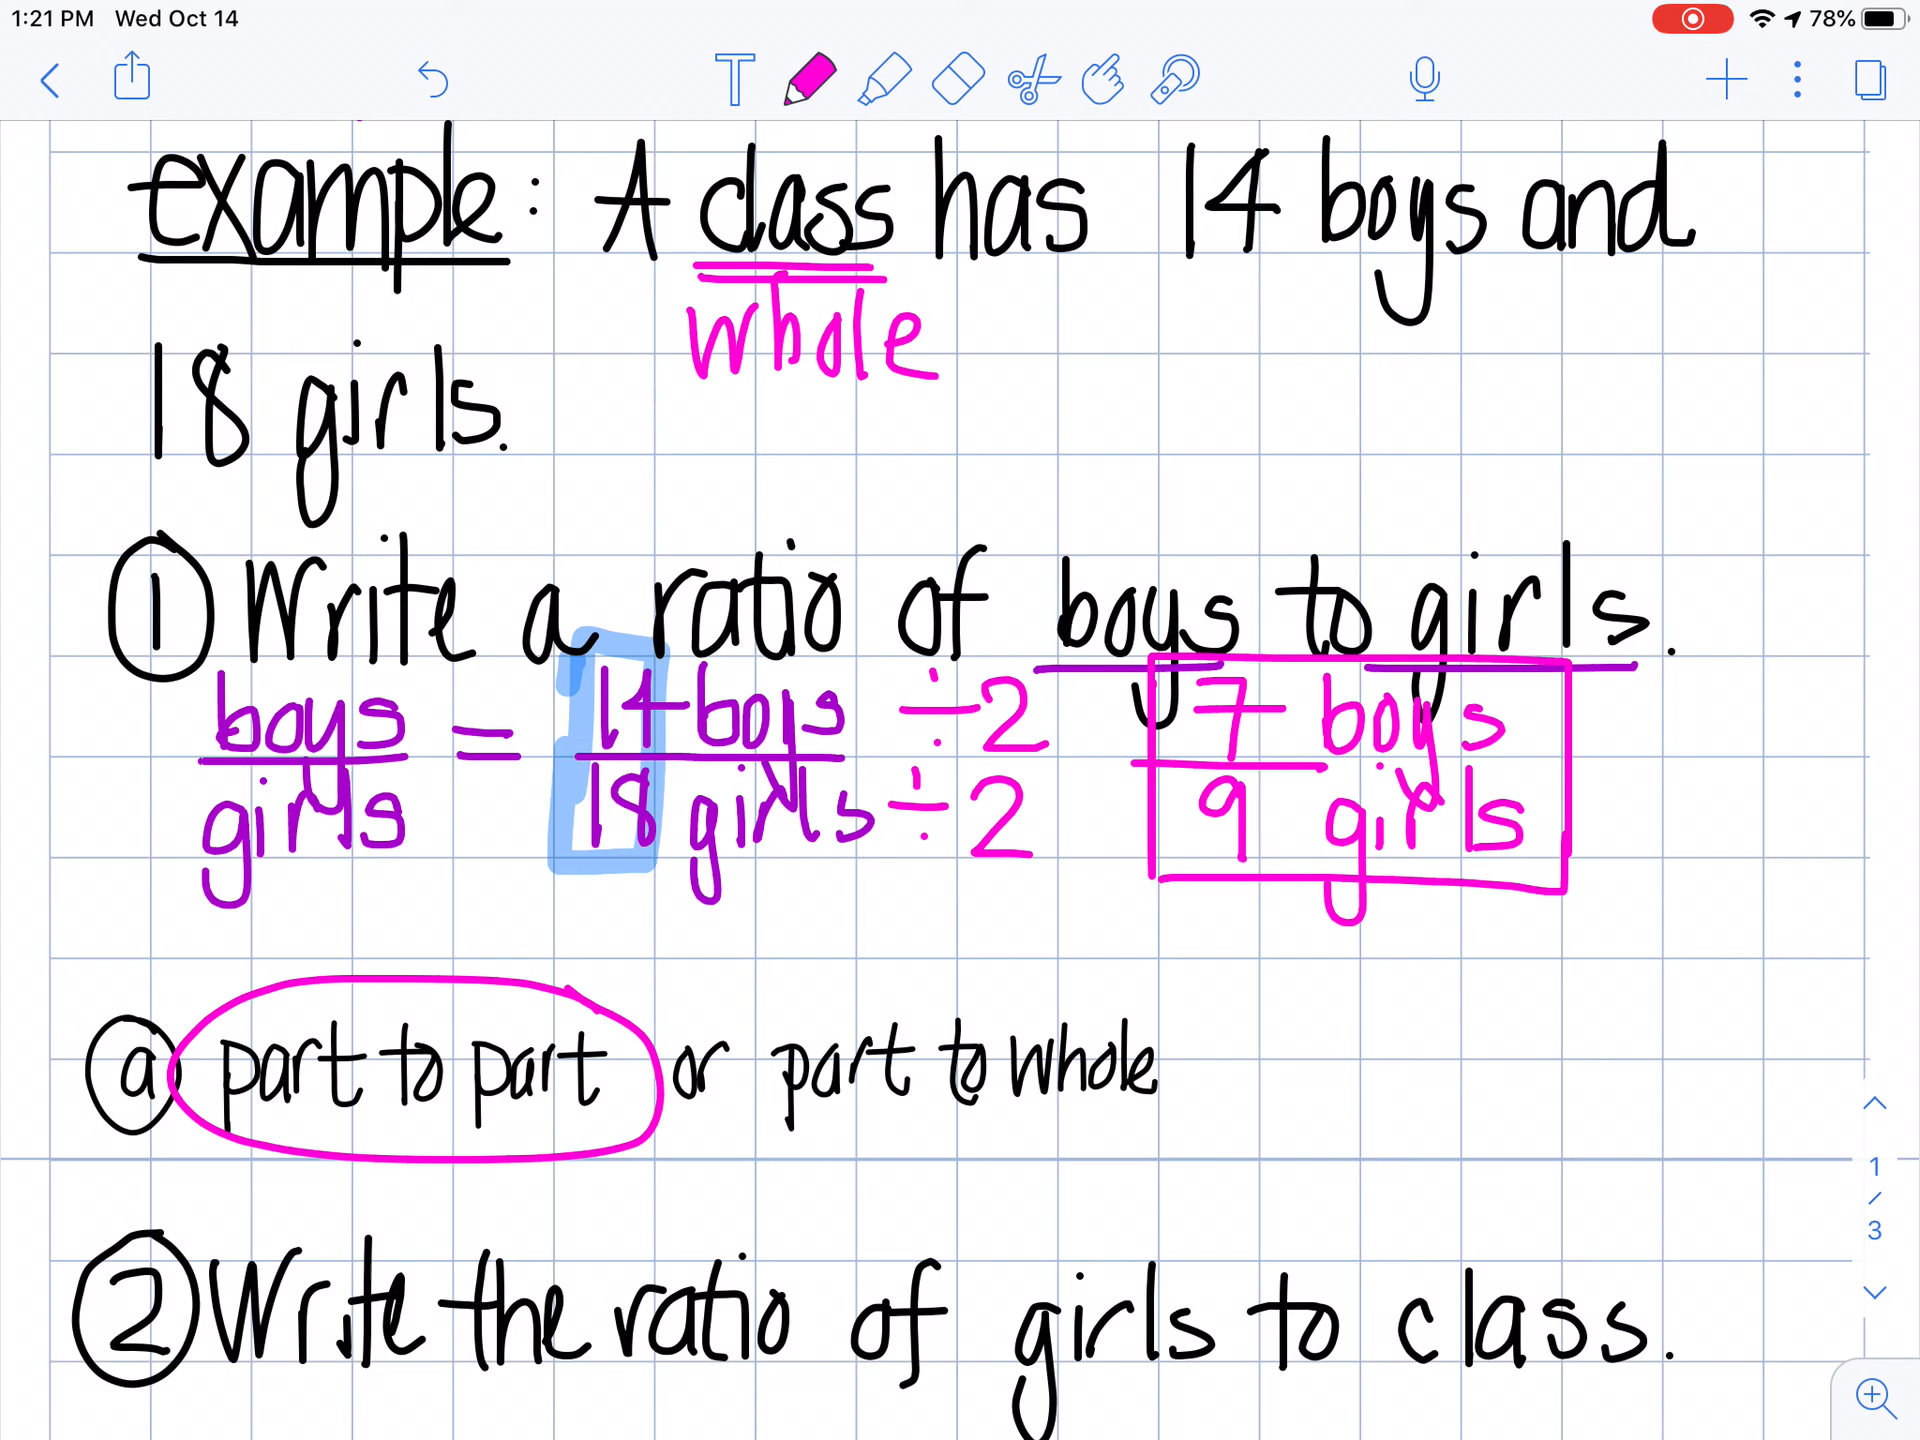 1:21 PM Wed Oct 14 78%
example: A class has 14 boys and
whole
18 girls.
① Write a ratio of boys to girls.
boys = 14 boys ÷2 7 boys
girls 18 girls ÷2 9 girls
ⓐ part to part or part to whole
1
/
3
② Write the ratio of girls to class.